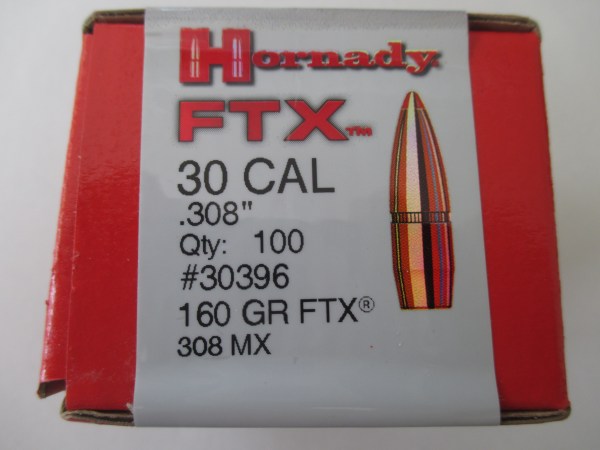 Hornady
FTX™
30 CAL
.308"
Qty: 100
#30396
160 GR FTX®
308 MX